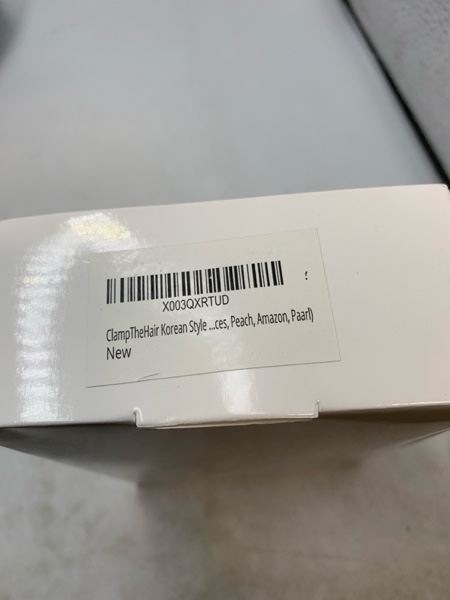 X003QXRTUD
ClampTheHair Korean Style ...ces, Peach, Amazon, Paarl)
New